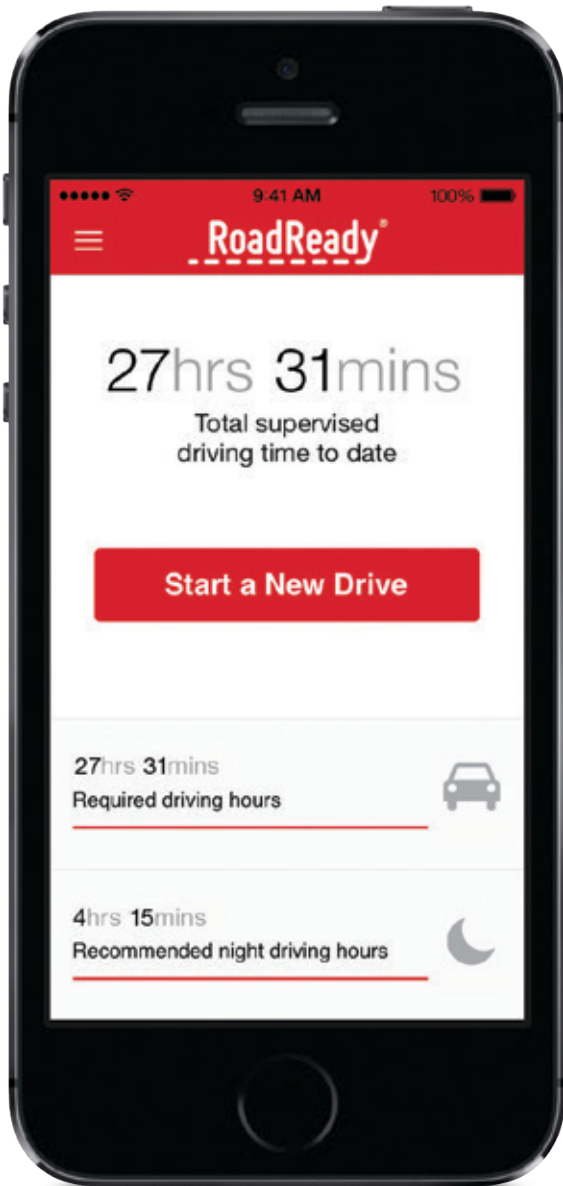 9:41 AM 100%
RoadReady®
27hrs 31mins
Total supervised
driving time to date
Start a New Drive
27hrs 31mins
Required driving hours
4hrs 15mins
Recommended night driving hours